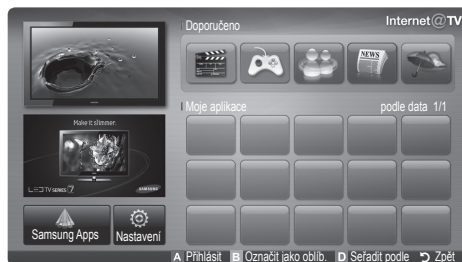 Internet@TV
Doporučeno
NEWS
Moje aplikace podle data 1/1
Make it slimmer.
LED TV SERIES 7 SAMSUNG
Samsung Apps Nastavení
A Přihlásit B Označit jako oblíb. D Seřadit podle Zpět